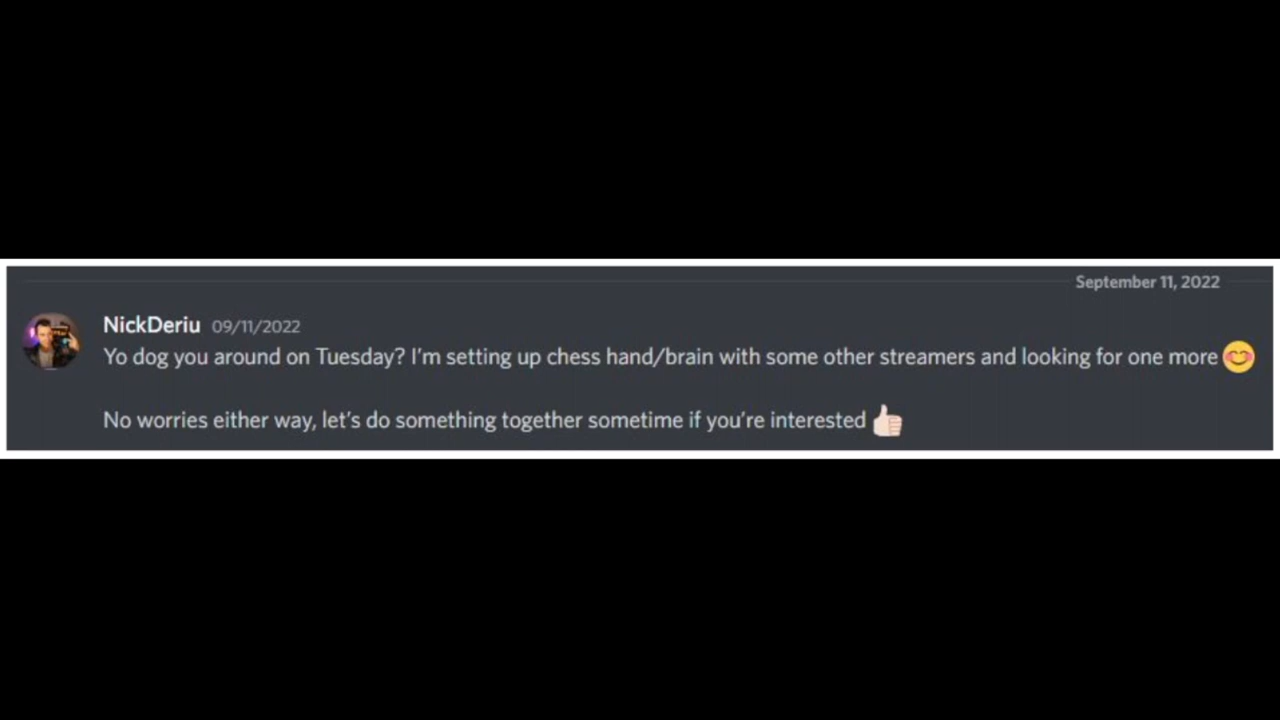 September 11, 2022
NickDeriu 09/11/2022
Yo dog you around on Tuesday? I'm setting up chess hand/brain with some other streamers and looking for one more 😊
No worries either way, let's do something together sometime if you're interested 👍🏻